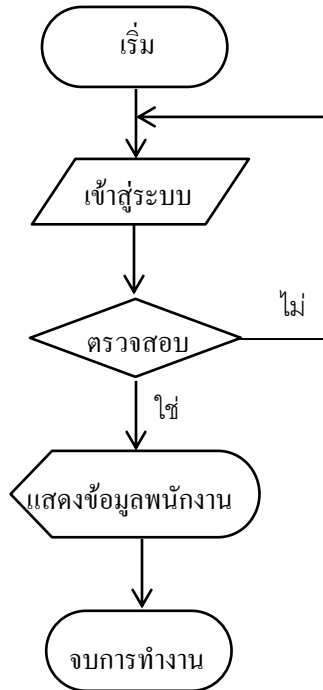 เริ่ม
เข้าสู่ระบบ
ตรวจสอบ
ไม่
ใช่
แสดงข้อมูลพนักงาน
จบการทำงาน